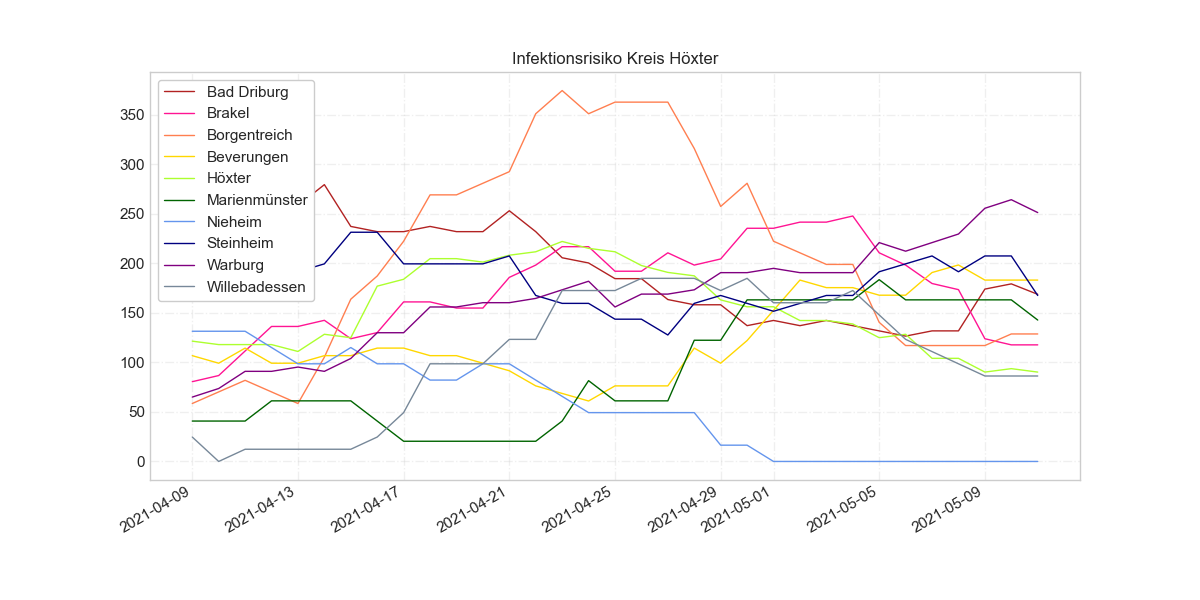 Infektionsrisiko Kreis Höxter
Bad Driburg
Brakel
Borgentreich
Beverungen
Höxter
Marienmünster
Nieheim
Steinheim
Warburg
Willebadessen
350
300
250
200
150
100
50
0
2021-04-09
2021-04-13
2021-04-17
2021-04-21
2021-04-25
2021-04-29
2021-05-01
2021-05-05
2021-05-09